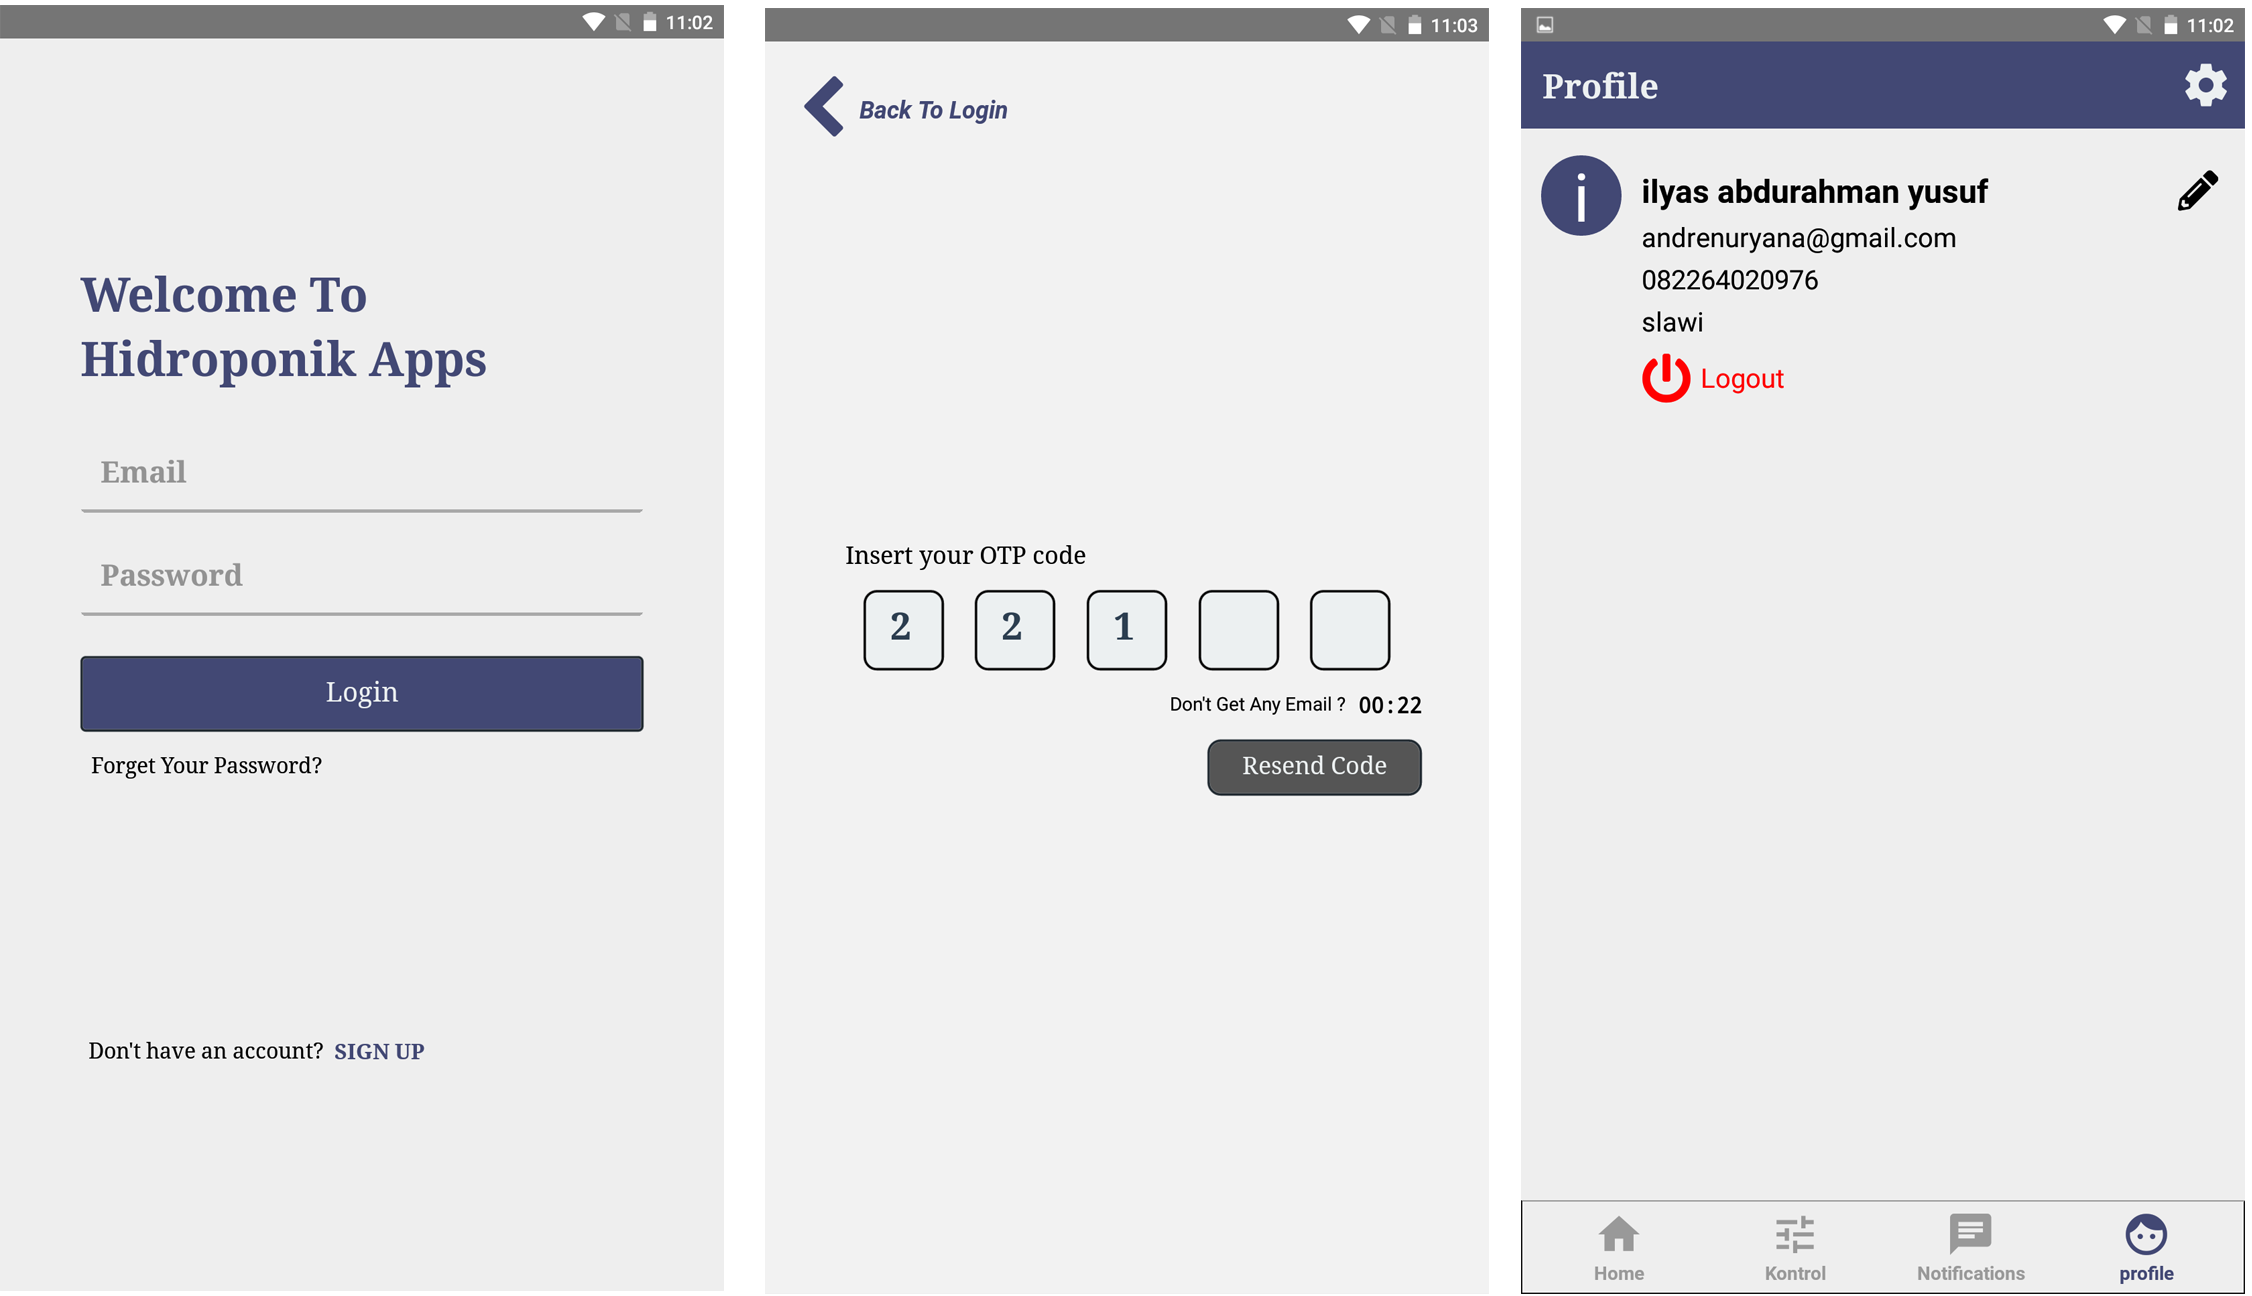 11:02
Welcome To
Hidroponik Apps
Email
Password
Login
Forget Your Password?
Don't have an account? SIGN UP
11:03
Back To Login
Insert your OTP code
2 2 1
Don't Get Any Email ? 00:22
Resend Code
11:02
Profile
i
ilyas abdurahman yusuf
andrenuryana@gmail.com
082264020976
slawi
Logout
Home Kontrol Notifications profile